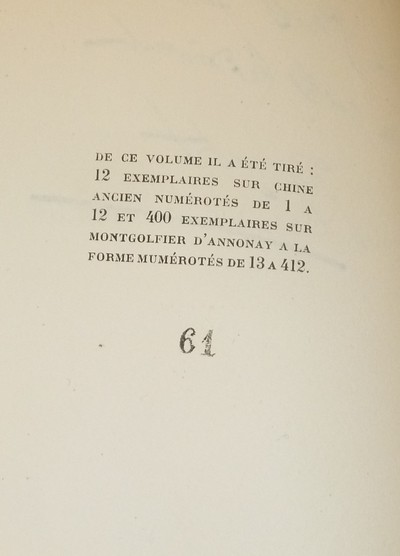 DE CE VOLUME IL A ÉTÉ TIRÉ :
12 EXEMPLAIRES SUR CHINE
ANCIEN NUMÉROTÉS DE 1 A
12 ET 400 EXEMPLAIRES SUR
MONTGOLFIER D'ANNONAY A LA
FORME MUMÉROTÉS DE 13 A 412.
61